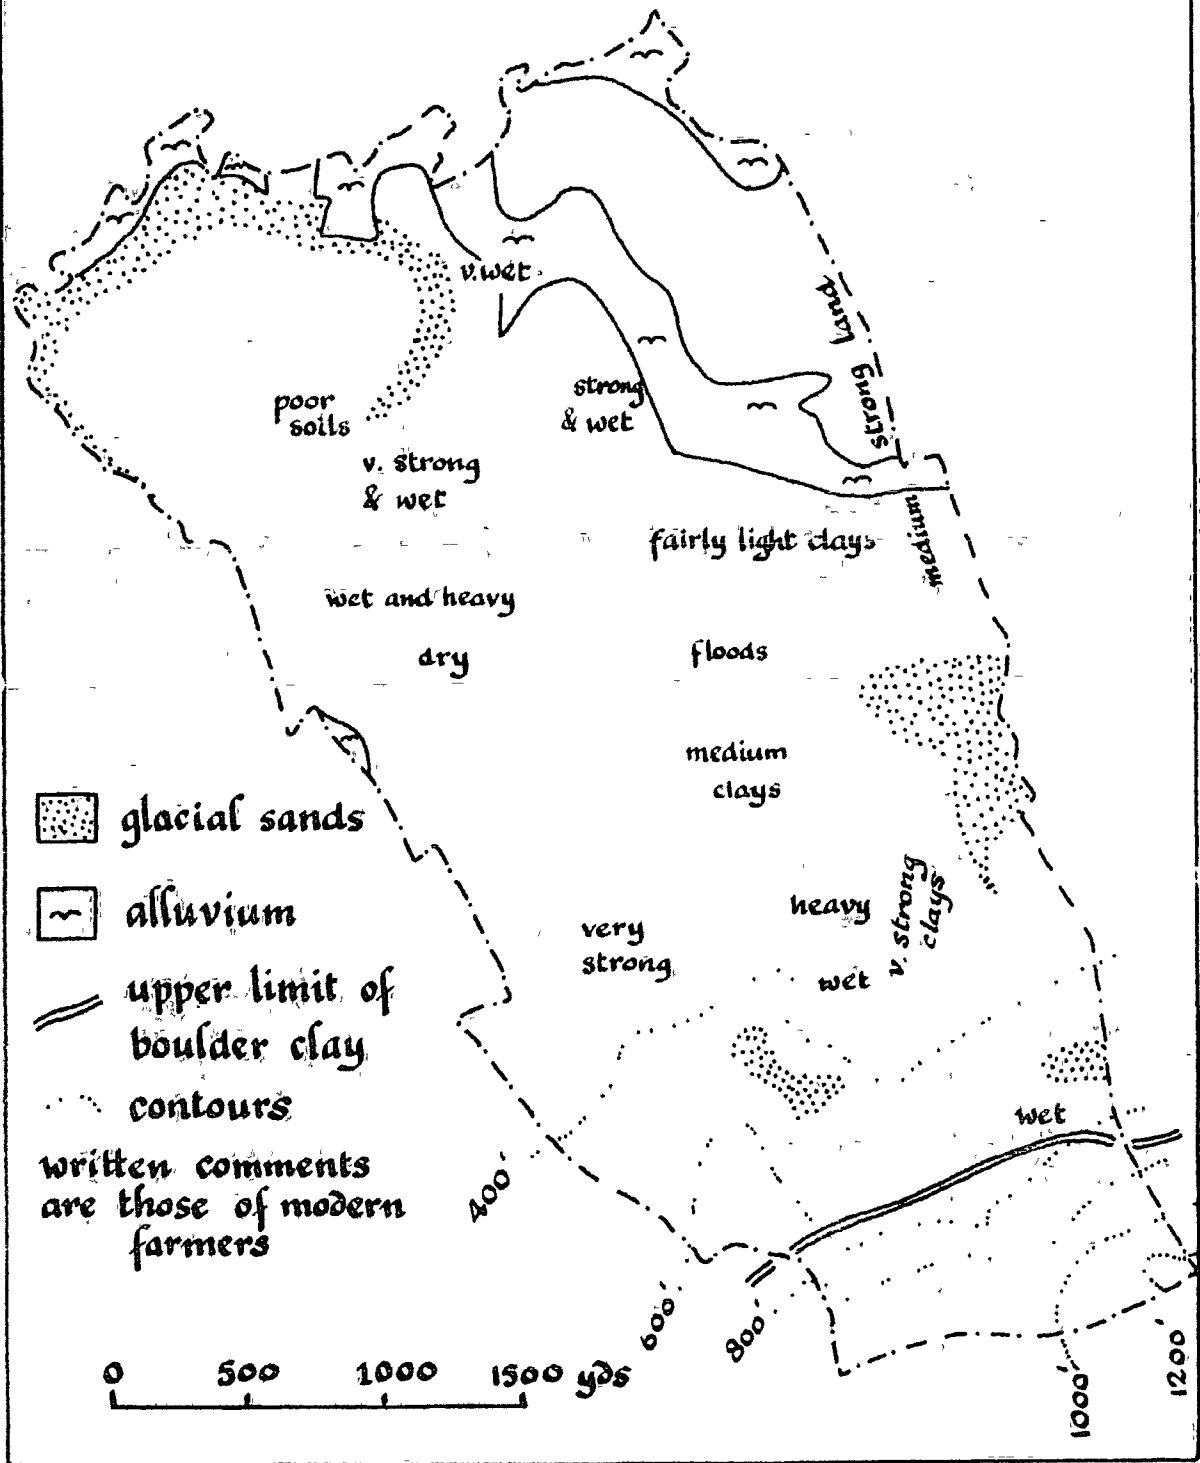 v.wet
strong land
poor
soils
strong
& wet
v. strong
& wet
fairly light clays
medium
wet and heavy
dry
floods
medium
clays
heavy
v. strong
clays
very
strong
wet
wet
glacial sands
alluvium
upper limit of
boulder clay
contours
written comments
are those of modern
farmers
400'
600'
800'
1000'
1200'
0 500 1000 1500 yds